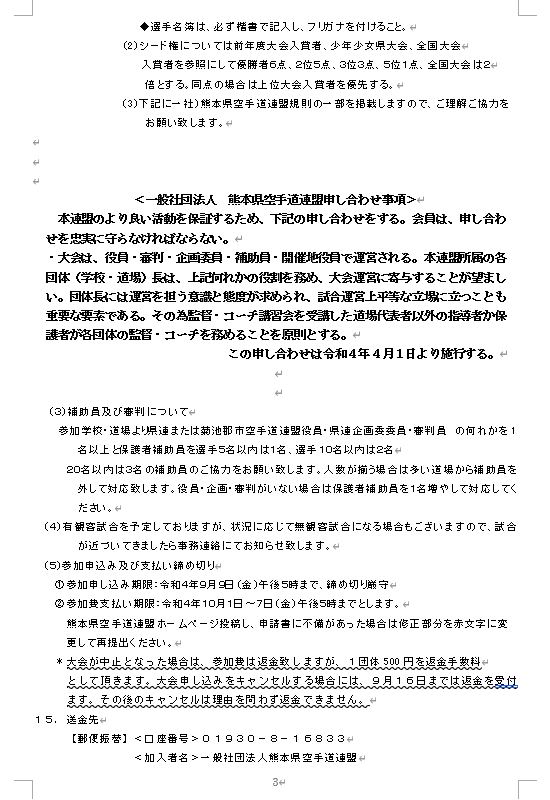 ◆選手名簿は、必ず楷書で記入し、フリガナを付けること。
(2)シード権については前年度大会入賞者、少年少女県大会、全国大会
入賞者を参照にして優勝者6点、2位5点、3位3点、5位1点、全国大会は2
倍とする。同点の場合は上位大会入賞者を優先する。
(3)下記に一社)熊本県空手道連盟規則の一部を掲載しますので、ご理解ご協力を
お願い致します。
＜一般社団法人　熊本県空手道連盟申し合わせ事項＞
本連盟のより良い活動を保証するため、下記の申し合わせをする。会員は、申し合わ
せを忠実に守らなければならない。
・大会は、役員・審判・企画委員・補助員・開催地役員で運営される。本連盟所属の各
団体（学校・道場）長は、上記何れかの役割を務め、大会運営に寄与することが望まし
い。団体長には運営を担う意識と態度が求められ、試合運営上平等な立場に立つことも
重要な要素である。その為監督・コーチ講習会を受講した道場代表者以外の指導者か保
護者が各団体の監督・コーチを務めることを原則とする。
この申し合わせは令和４年４月１日より施行する。
(3)補助員及び審判について
参加学校・道場より県連または菊池郡市空手道連盟役員・県連企画委委員・審判員　の何れかを1
名以上と保護者補助員を選手5名以内は1名、選手10名以内は2名
20名以内は3名の補助員のご協力をお願い致します。人数が揃う場合は多い道場から補助員を
外して対応致します。役員・企画・審判がいない場合は保護者補助員を1名増やして対応してく
ださい。
(4)有観客試合を予定しておりますが、状況に応じて無観客試合になる場合もございますので、試合
が近づいてきましたら事務連絡にてお知らせ致します。
(5)参加申込み及び支払い締め切り
①参加申し込み期限：令和4年9月9日(金)午後5時まで、締め切り厳守
②参加費支払い期限：令和4年10月1日～7日(金)午後5時までとします。
熊本県空手道連盟ホームページ投稿し、申請書に不備があった場合は修正部分を赤文字に変
更して再提出ください。
* 大会が中止となった場合は、参加費は返金致しますが、１団体500円を返金手数料
として頂きます。大会申し込みをキャンセルする場合には、９月１６日までは返金を受付
ます。その後のキャンセルは理由を問わず返金できません。
１５．送金先
【郵便振替】＜口座番号＞０１９３０－８－１６８３３
＜加入者名＞一般社団法人熊本県空手道連盟
3